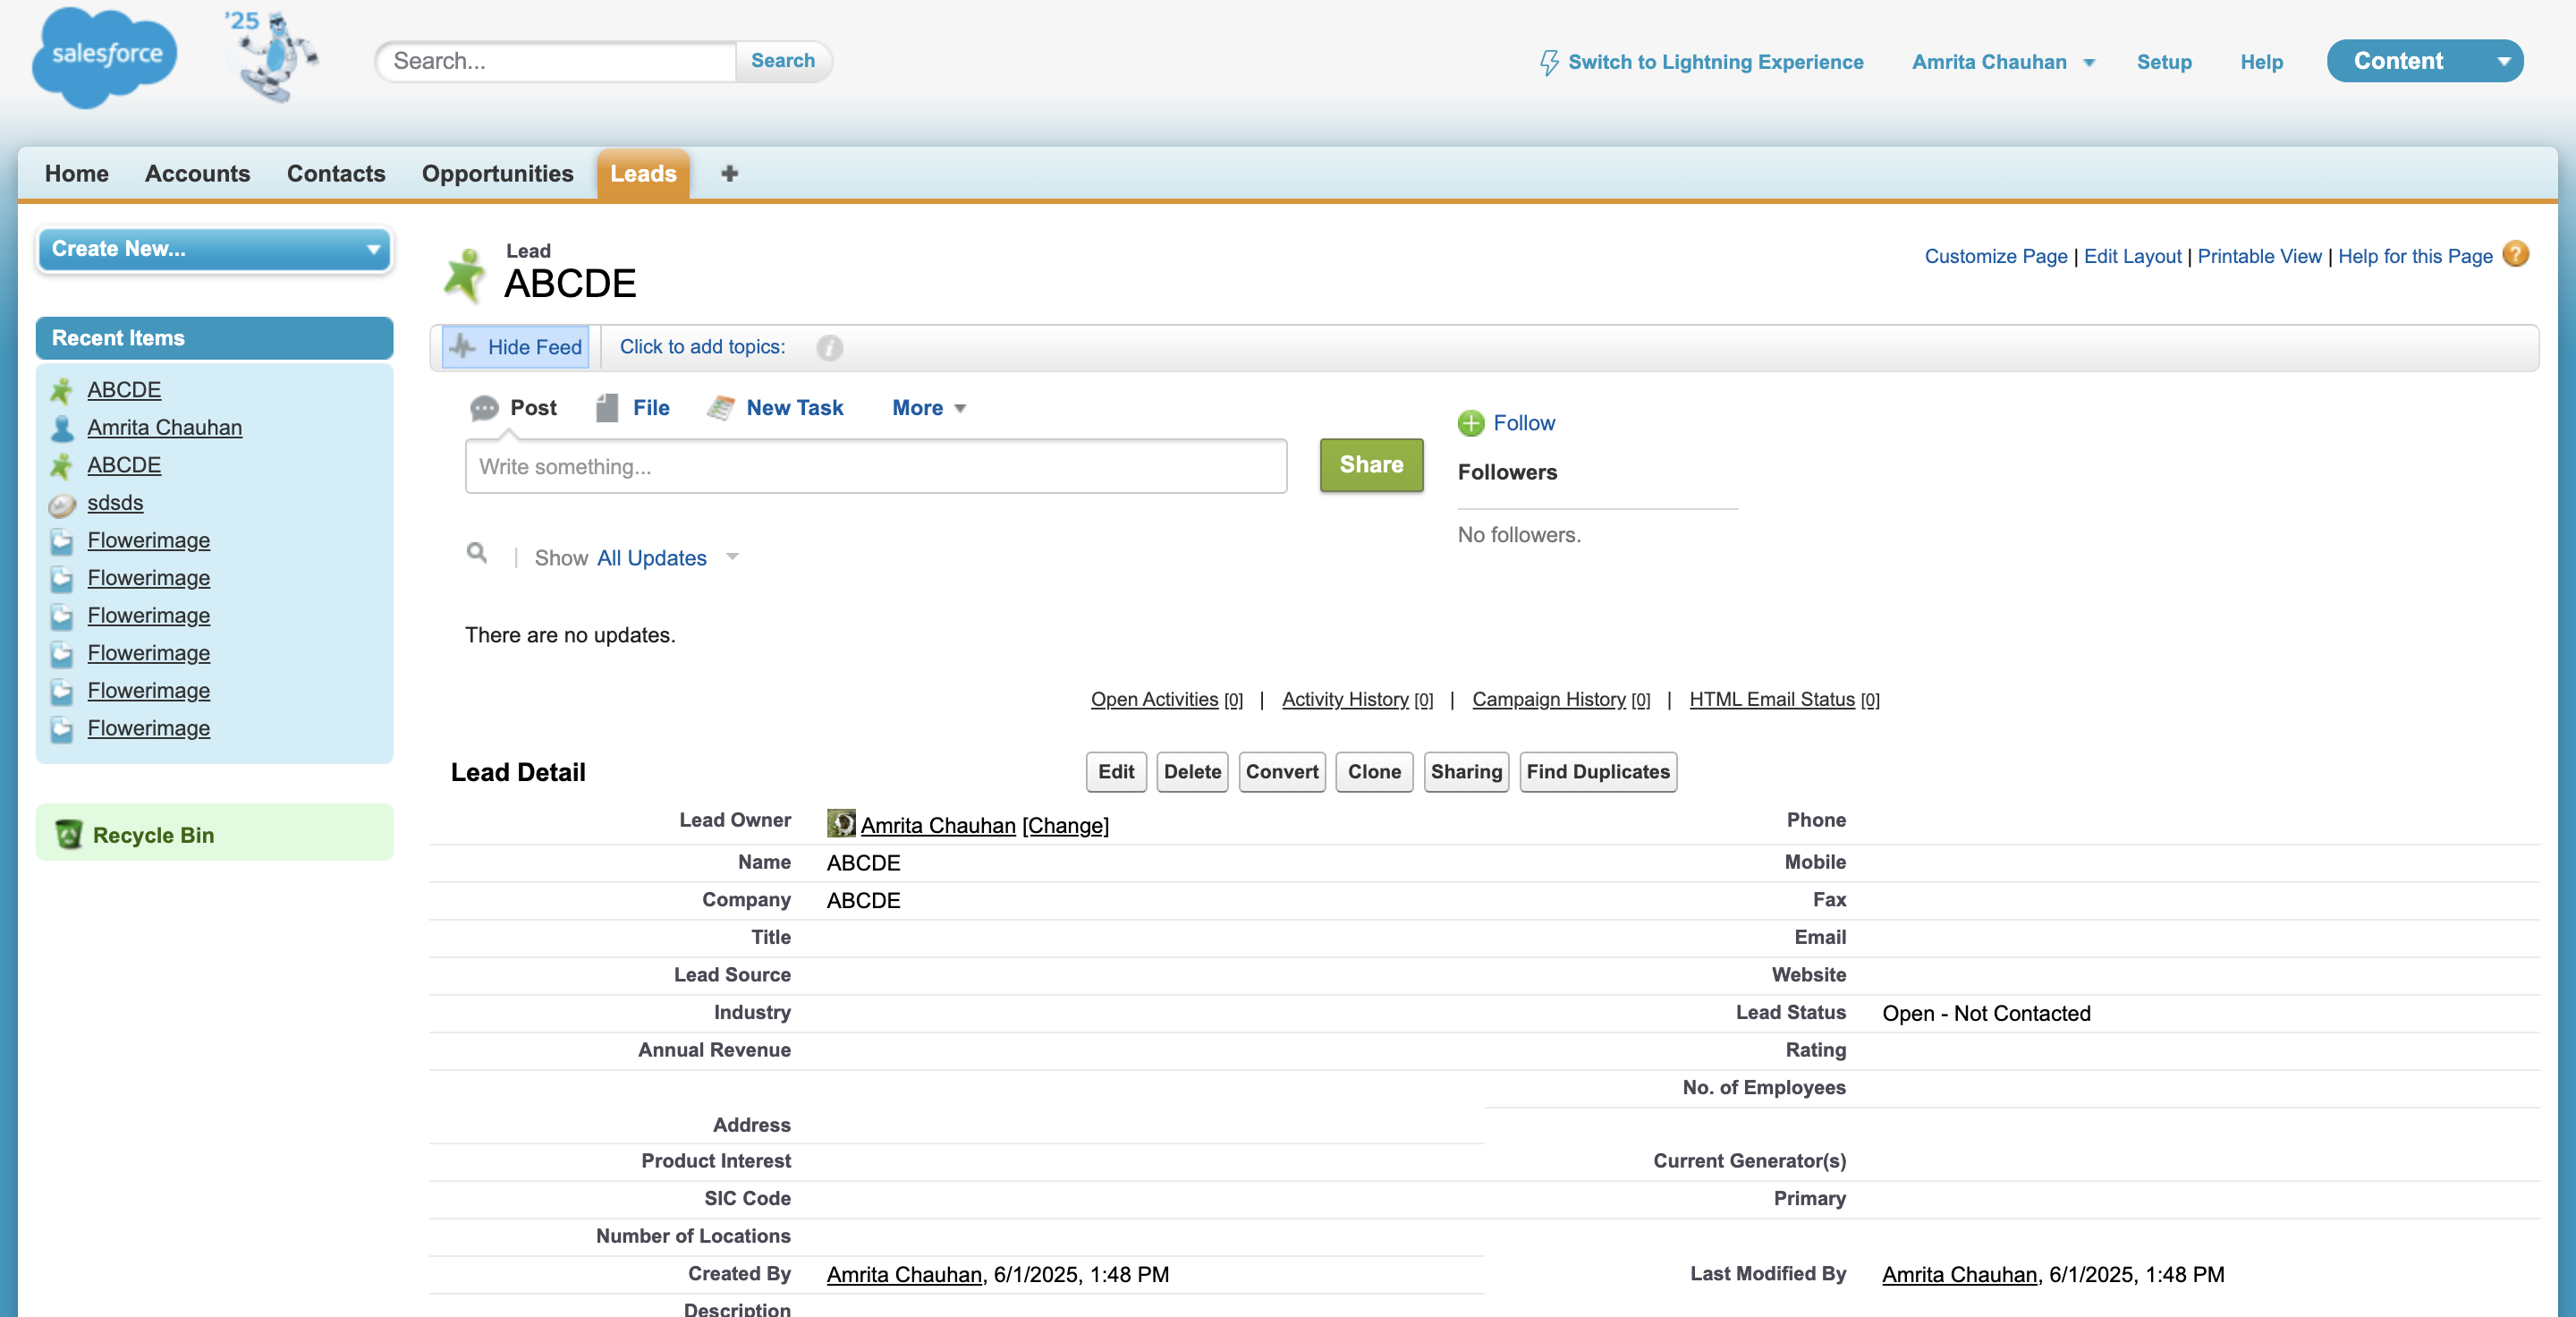 salesforce
'25
Search...
Search
Switch to Lightning Experience
Amrita Chauhan
Setup
Help
Content
Home
Accounts
Contacts
Opportunities
Leads
Create New...
Recent Items
ABCDE
Amrita Chauhan
ABCDE
sdsds
Flowerimage
Flowerimage
Flowerimage
Flowerimage
Flowerimage
Flowerimage
Recycle Bin
Lead
ABCDE
Customize Page | Edit Layout | Printable View | Help for this Page ?
Hide Feed
Click to add topics: i
Post
File
New Task
More
Write something...
Share
Follow
Followers
No followers.
Show All Updates
There are no updates.
Open Activities [0] | Activity History [0] | Campaign History [0] | HTML Email Status [0]
Lead Detail
Edit Delete Convert Clone Sharing Find Duplicates
Lead Owner Amrita Chauhan [Change] Phone
Name ABCDE Mobile
Company ABCDE Fax
Title Email
Lead Source Website
Industry Lead Status Open - Not Contacted
Annual Revenue Rating
No. of Employees
Address
Product Interest Current Generator(s)
SIC Code Primary
Number of Locations
Created By Amrita Chauhan, 6/1/2025, 1:48 PM Last Modified By Amrita Chauhan, 6/1/2025, 1:48 PM
Description